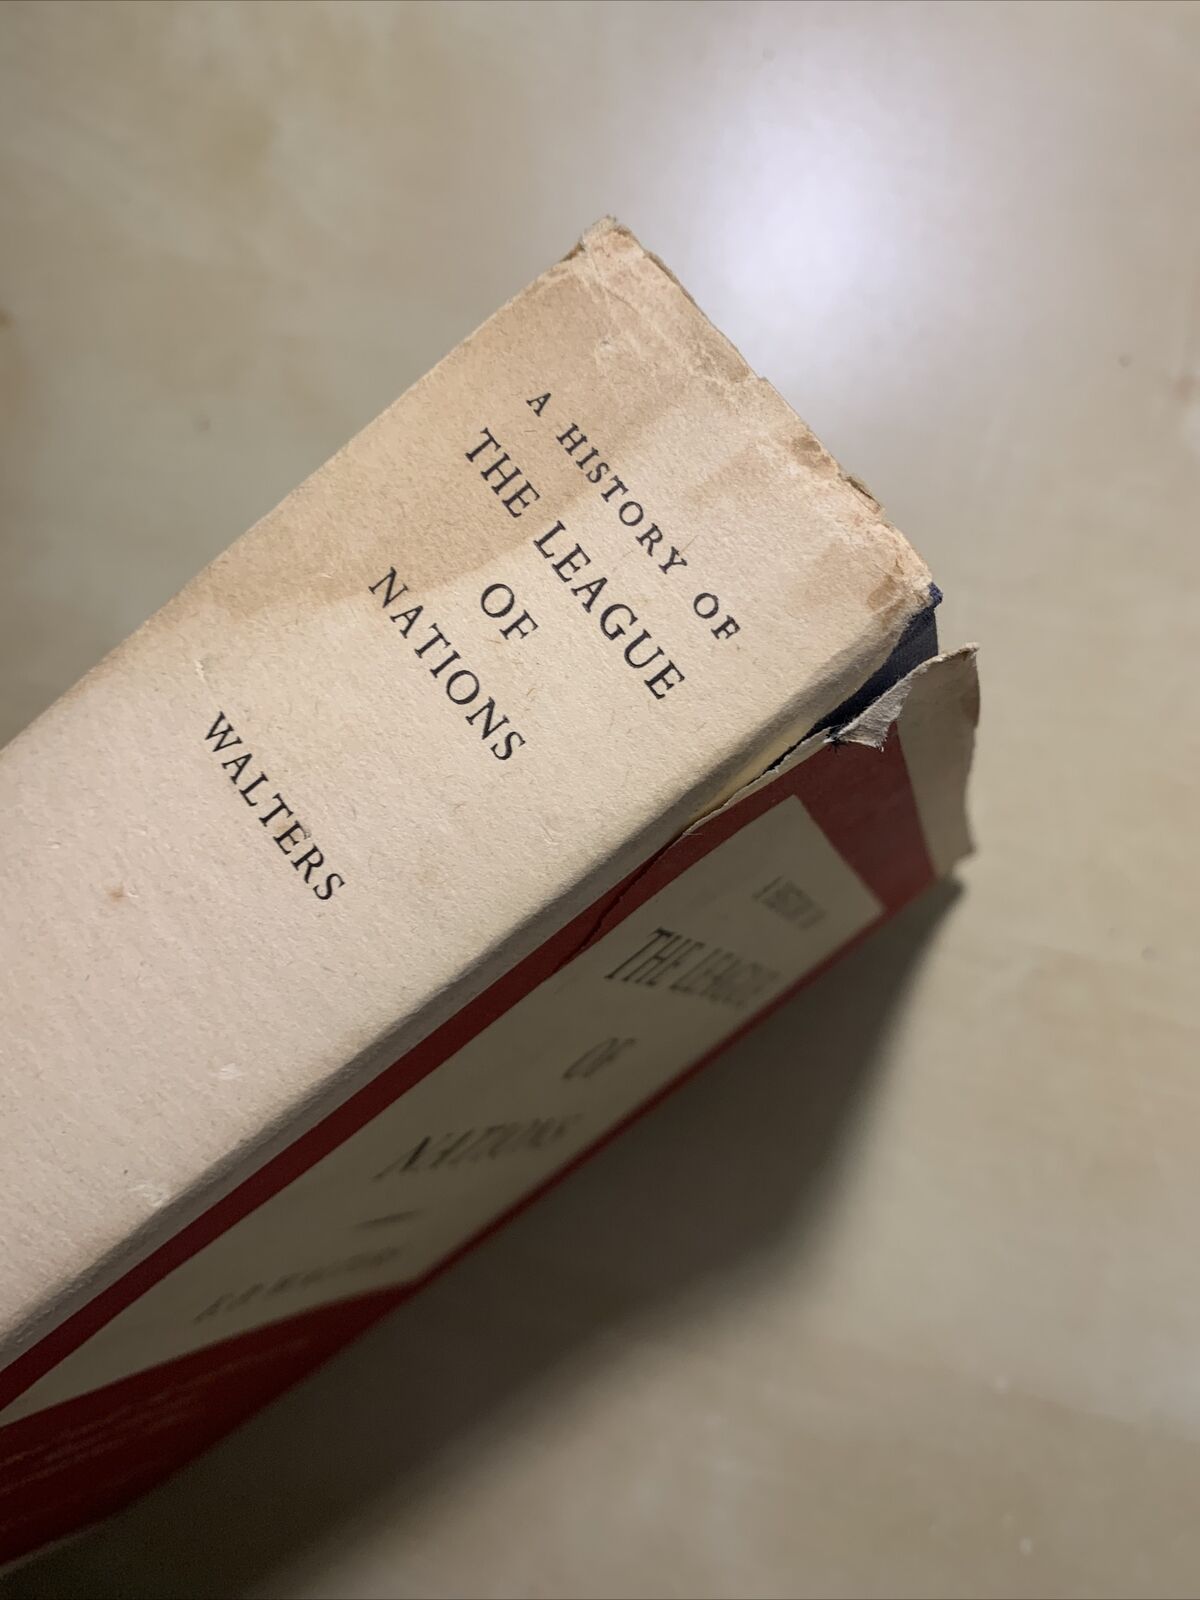 A HISTORY OF
THE LEAGUE
OF
NATIONS
WALTERS
THE LEAGUE
OF
NATIONS